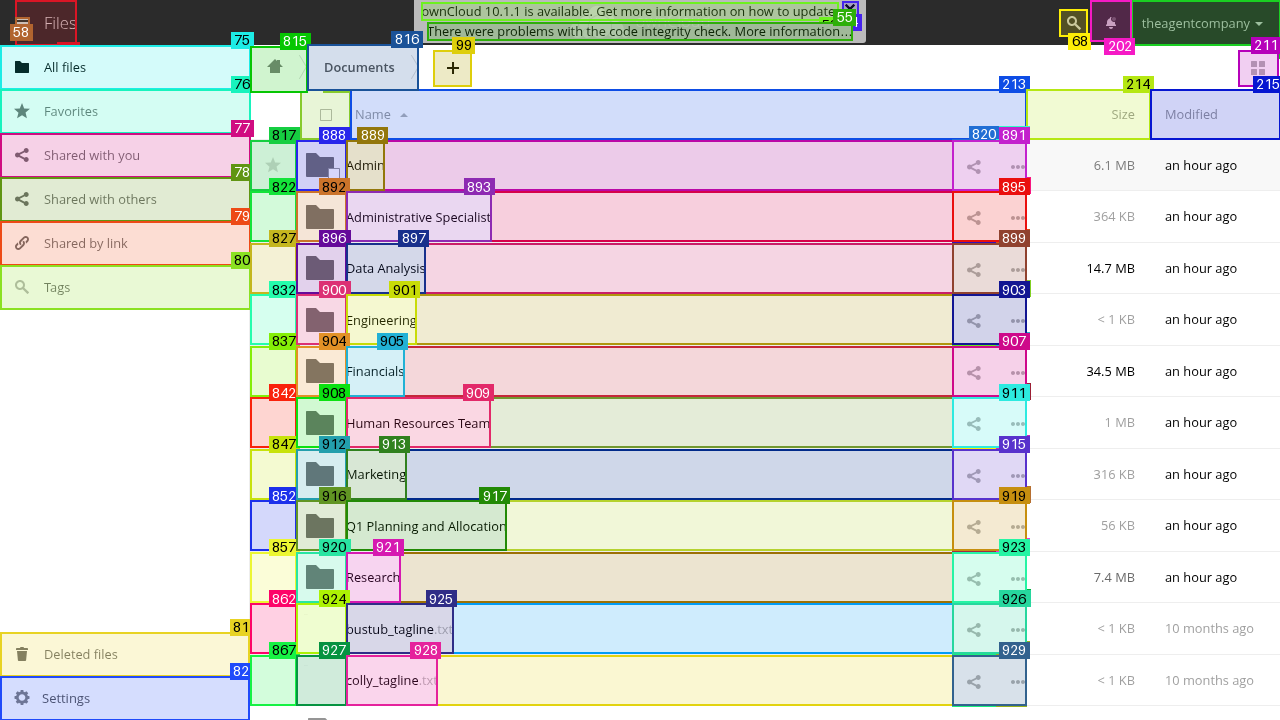 Files
ownCloud 10.1.1 is available. Get more information on how to update
There were problems with the code integrity check. More information…
theagentcompany
58
55
68
202
75
815
816
99
211
All files
Documents
+
76
213
214
215
Favorites
Name
Size
Modified
77
817
888
889
820
891
Shared with you
Admin
6.1 MB
an hour ago
78
822
892
893
895
Shared with others
Administrative Specialist
364 KB
an hour ago
79
827
896
897
899
Shared by link
Data Analysis
14.7 MB
an hour ago
80
832
900
901
903
Tags
Engineering
< 1 KB
an hour ago
837
904
905
907
Financials
34.5 MB
an hour ago
842
908
909
911
Human Resources Team
1 MB
an hour ago
847
912
913
915
Marketing
316 KB
an hour ago
852
916
917
919
Q1 Planning and Allocation
56 KB
an hour ago
857
920
921
923
Research
7.4 MB
an hour ago
862
924
925
926
81
bustub_tagline.txt
< 1 KB
10 months ago
867
927
928
929
Deleted files
82
colly_tagline.txt
< 1 KB
10 months ago
Settings